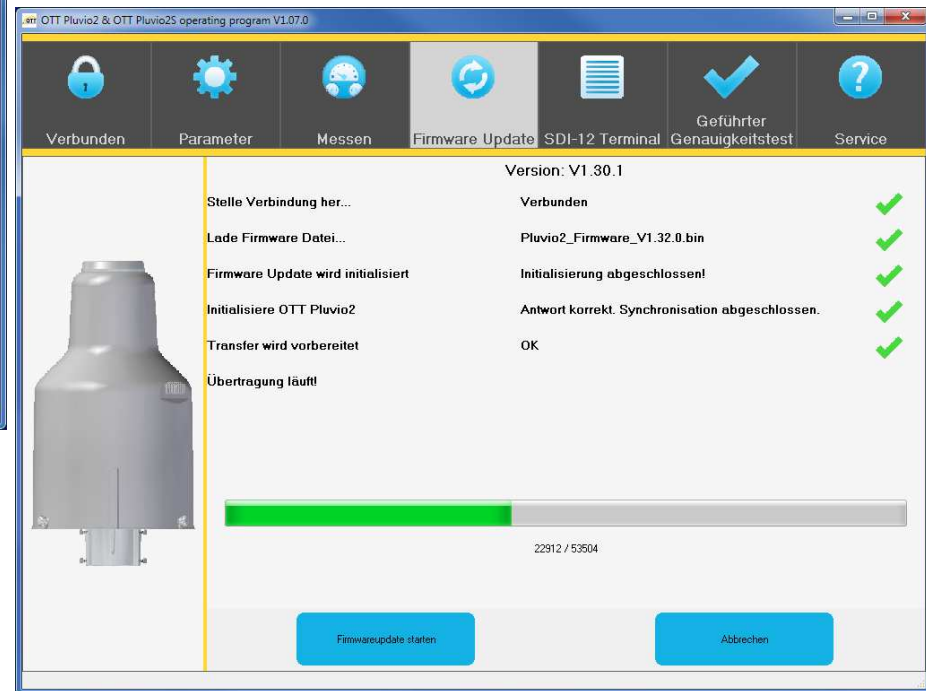 OTT Pluvio2 & OTT Pluvio2S operating program V1.07.0
Verbunden
Parameter
Messen
Firmware Update
SDI-12 Terminal
Geführter
Genauigkeitstest
Service
Version: V1.30.1
Stelle Verbindung her... Verbunden
Lade Firmware Datei... Pluvio2_Firmware_V1.32.0.bin
Firmware Update wird initialisiert Initialisierung abgeschlossen!
Initialisiere OTT Pluvio2 Antwort korrekt. Synchronisation abgeschlossen.
Transfer wird vorbereitet OK
Übertragung läuft!
22912 / 53504
Firmwareupdate starten
Abbrechen